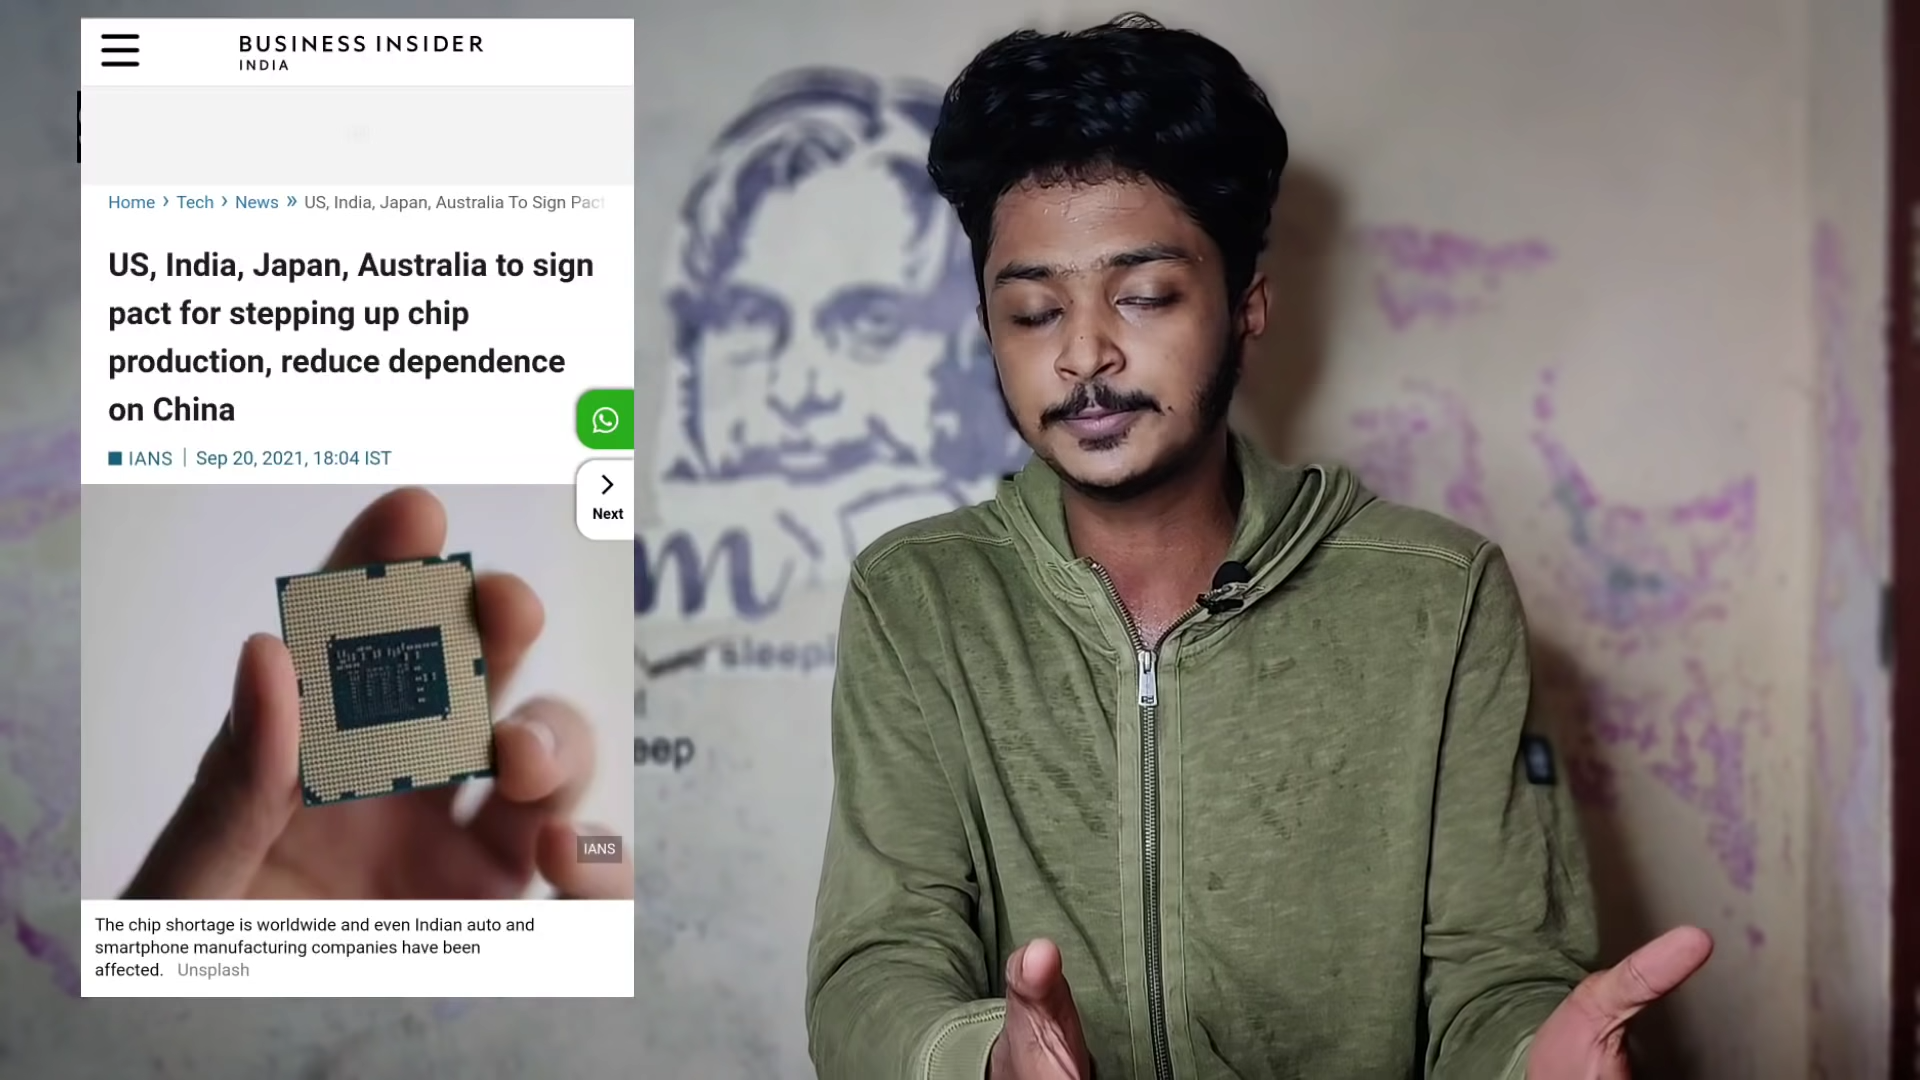 BUSINESS INSIDER
INDIA
Home › Tech › News » US, India, Japan, Australia To Sign Pact
US, India, Japan, Australia to sign
pact for stepping up chip
production, reduce dependence
on China
IANS | Sep 20, 2021, 18:04 IST
Next
IANS
The chip shortage is worldwide and even Indian auto and
smartphone manufacturing companies have been
affected. Unsplash
m
sleepi
eep